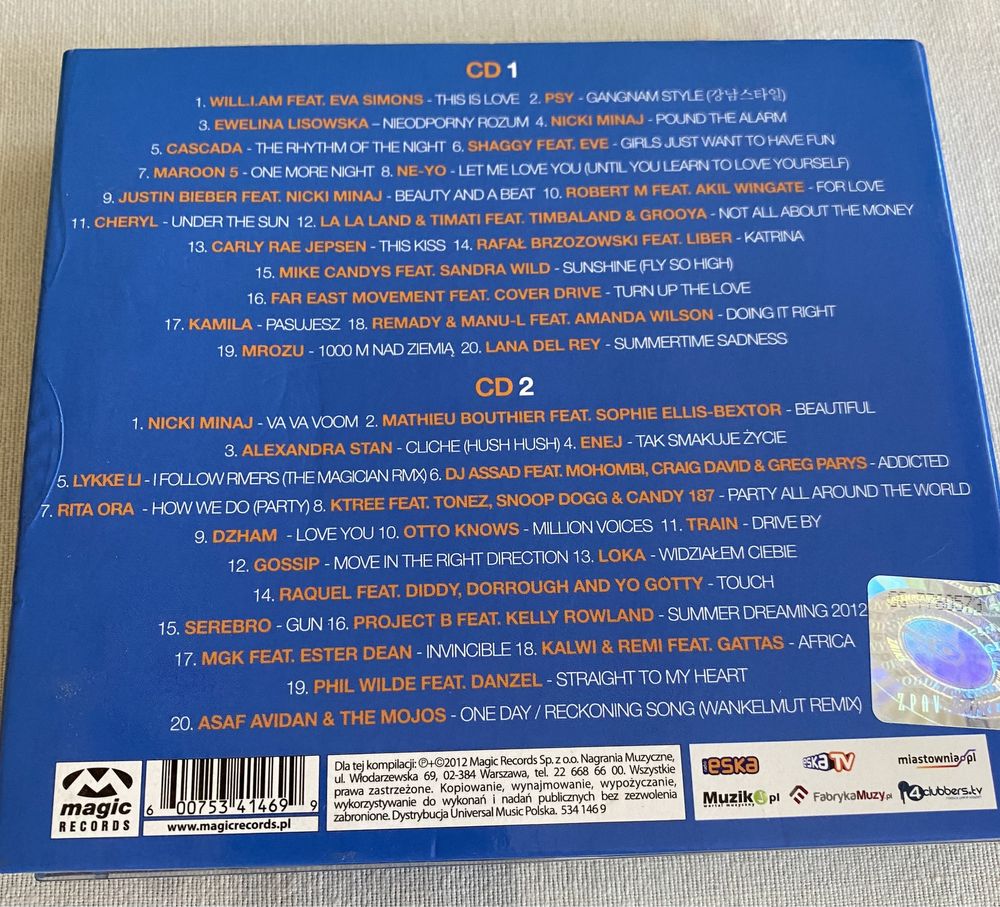 CD 1
1. WILL.I.AM FEAT. EVA SIMONS - THIS IS LOVE 2. PSY - GANGNAM STYLE (강남스타일)
3. EWELINA LISOWSKA – NIEODPORNY ROZUM 4. NICKI MINAJ - POUND THE ALARM
5. CASCADA - THE RHYTHM OF THE NIGHT 6. SHAGGY FEAT. EVE - GIRLS JUST WANT TO HAVE FUN
7. MAROON 5 - ONE MORE NIGHT 8. NE-YO - LET ME LOVE YOU (UNTIL YOU LEARN TO LOVE YOURSELF)
9. JUSTIN BIEBER FEAT. NICKI MINAJ - BEAUTY AND A BEAT 10. ROBERT M FEAT. AKIL WINGATE - FOR LOVE
11. CHERYL - UNDER THE SUN 12. LA LA LAND & TIMATI FEAT. TIMBALAND & GROOYA - NOT ALL ABOUT THE MONEY
13. CARLY RAE JEPSEN - THIS KISS 14. RAFAŁ BRZOZOWSKI FEAT. LIBER - KATRINA
15. MIKE CANDYS FEAT. SANDRA WILD - SUNSHINE (FLY SO HIGH)
16. FAR EAST MOVEMENT FEAT. COVER DRIVE - TURN UP THE LOVE
17. KAMILA - PASUJESZ 18. REMADY & MANU-L FEAT. AMANDA WILSON - DOING IT RIGHT
19. MROZU - 1000 M NAD ZIEMIĄ 20. LANA DEL REY - SUMMERTIME SADNESS
CD 2
1. NICKI MINAJ - VA VA VOOM 2. MATHIEU BOUTHIER FEAT. SOPHIE ELLIS-BEXTOR - BEAUTIFUL
3. ALEXANDRA STAN - CLICHE (HUSH HUSH) 4. ENEJ - TAK SMAKUJE ŻYCIE
5. LYKKE LI - I FOLLOW RIVERS (THE MAGICIAN RMX) 6. DJ ASSAD FEAT. MOHOMBI, CRAIG DAVID & GREG PARYS - ADDICTED
7. RITA ORA - HOW WE DO (PARTY) 8. KTREE FEAT. TONEZ, SNOOP DOGG & CANDY 187 - PARTY ALL AROUND THE WORLD
9. DZHAM - LOVE YOU 10. OTTO KNOWS - MILLION VOICES 11. TRAIN - DRIVE BY
12. GOSSIP - MOVE IN THE RIGHT DIRECTION 13. LOKA - WIDZIAŁEM CIEBIE
14. RAQUEL FEAT. DIDDY, DORROUGH AND YO GOTTY - TOUCH
15. SEREBRO - GUN 16. PROJECT B FEAT. KELLY ROWLAND - SUMMER DREAMING 2012
17. MGK FEAT. ESTER DEAN - INVINCIBLE 18. KALWI & REMI FEAT. GATTAS - AFRICA
19. PHIL WILDE FEAT. DANZEL - STRAIGHT TO MY HEART
20. ASAF AVIDAN & THE MOJOS - ONE DAY / RECKONING SONG (WANKELMUT REMIX)
ZPAV
magic
RECORDS
6 00753 41469 9
www.magicrecords.pl
Dla tej kompilacji: ℗+©2012 Magic Records Sp. z o.o. Nagrania Muzyczne,
ul. Włodarzewska 69, 02-384 Warszawa, tel. 22 668 66 00. Wszystkie
prawa zastrzeżone. Kopiowanie, wynajmowanie, wypożyczanie,
wykorzystywanie do wykonań i nadań publicznych bez zezwolenia
zabronione. Dystrybucja Universal Music Polska. 534 146 9
ESKA
ESKA TV
miastownia.pl
Muzik.pl
FabrykaMuzy.pl
4clubbers.tv